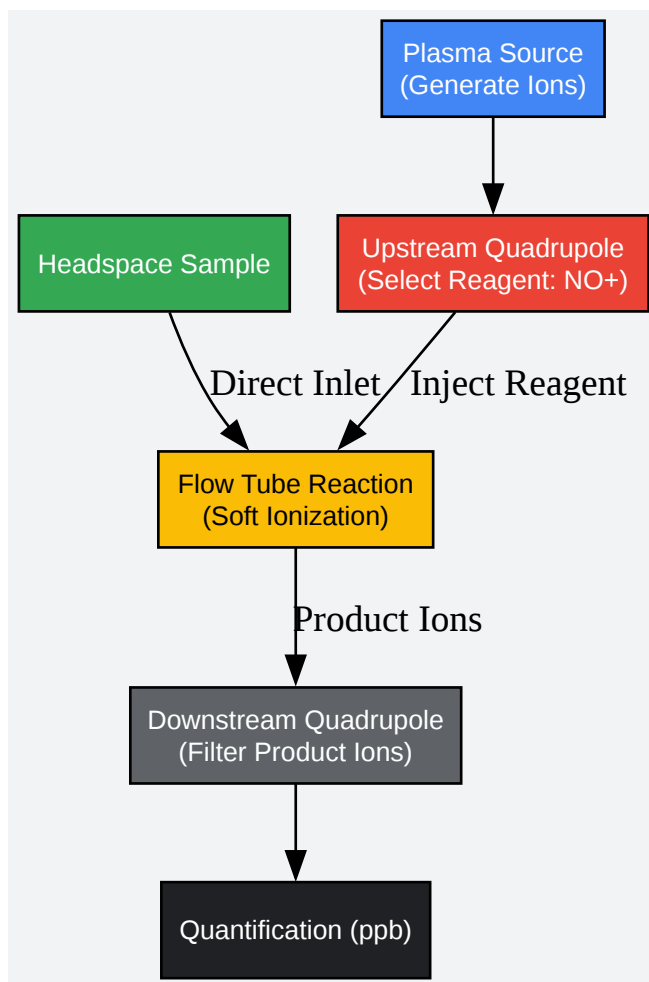 Plasma Source
(Generate Ions)
Headspace Sample
Upstream Quadrupole
(Select Reagent: NO+)
Direct Inlet
Inject Reagent
Flow Tube Reaction
(Soft Ionization)
Product Ions
Downstream Quadrupole
(Filter Product Ions)
Quantification (ppb)